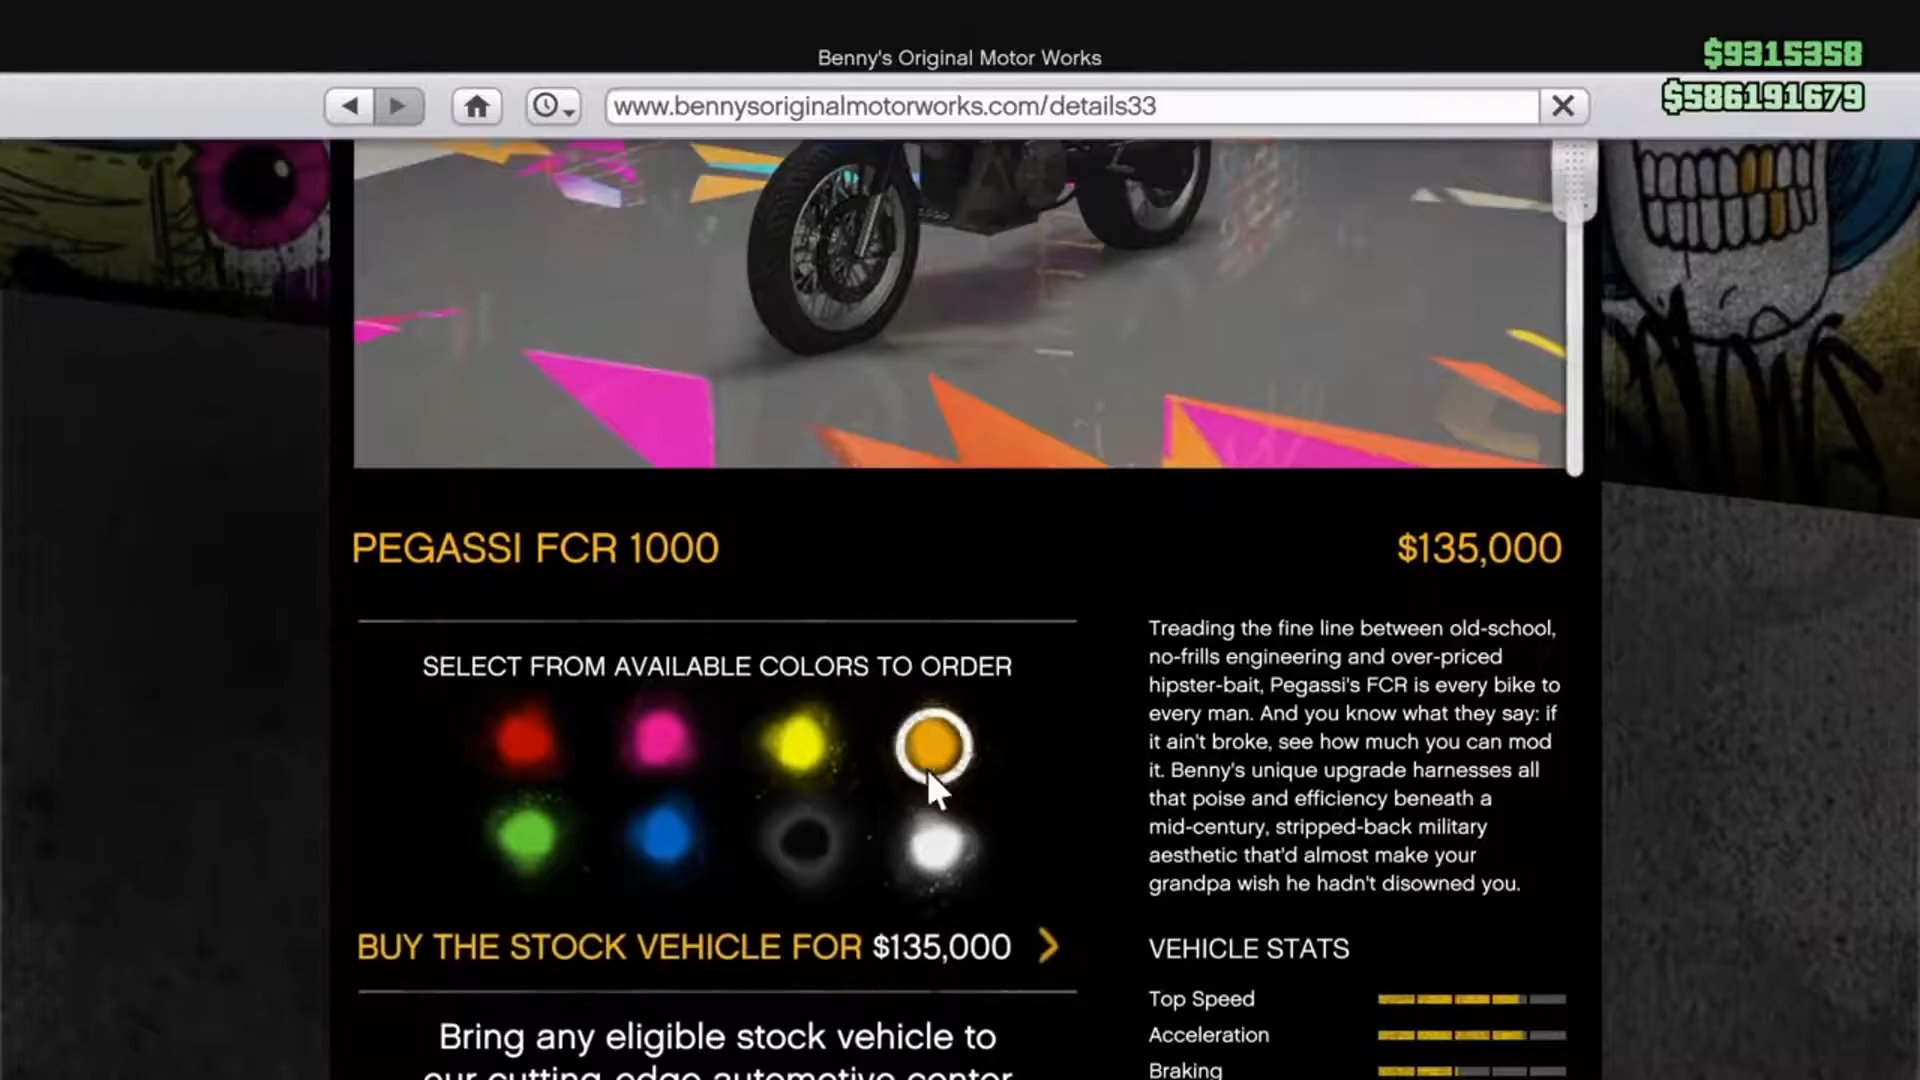 Benny's Original Motor Works
$9315358
www.bennysoriginalmotorworks.com/details33
$586191679
PEGASSI FCR 1000
$135,000
SELECT FROM AVAILABLE COLORS TO ORDER
BUY THE STOCK VEHICLE FOR $135,000
Bring any eligible stock vehicle to
our cutting-edge automotive center
Treading the fine line between old-school,
no-frills engineering and over-priced
hipster-bait, Pegassi's FCR is every bike to
every man. And you know what they say: if
it ain't broke, see how much you can mod
it. Benny's unique upgrade harnesses all
that poise and efficiency beneath a
mid-century, stripped-back military
aesthetic that'd almost make your
grandpa wish he hadn't disowned you.
VEHICLE STATS
Top Speed
Acceleration
Braking